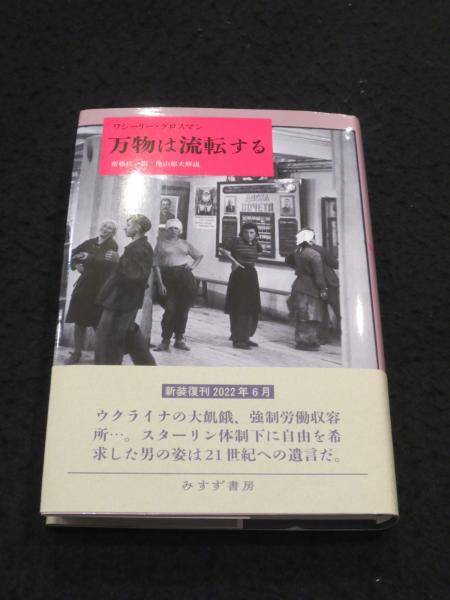 ワシーリー・グロスマン
万物は流転する
齋藤紘一訳 亀山郁夫解説
ДОСКА
ПОЧЕТА
新装復刊 2022年6月
ウクライナの大飢餓、強制労働収容
所…。スターリン体制下に自由を希
求した男の姿は21世紀への遺言だ。
みすず書房